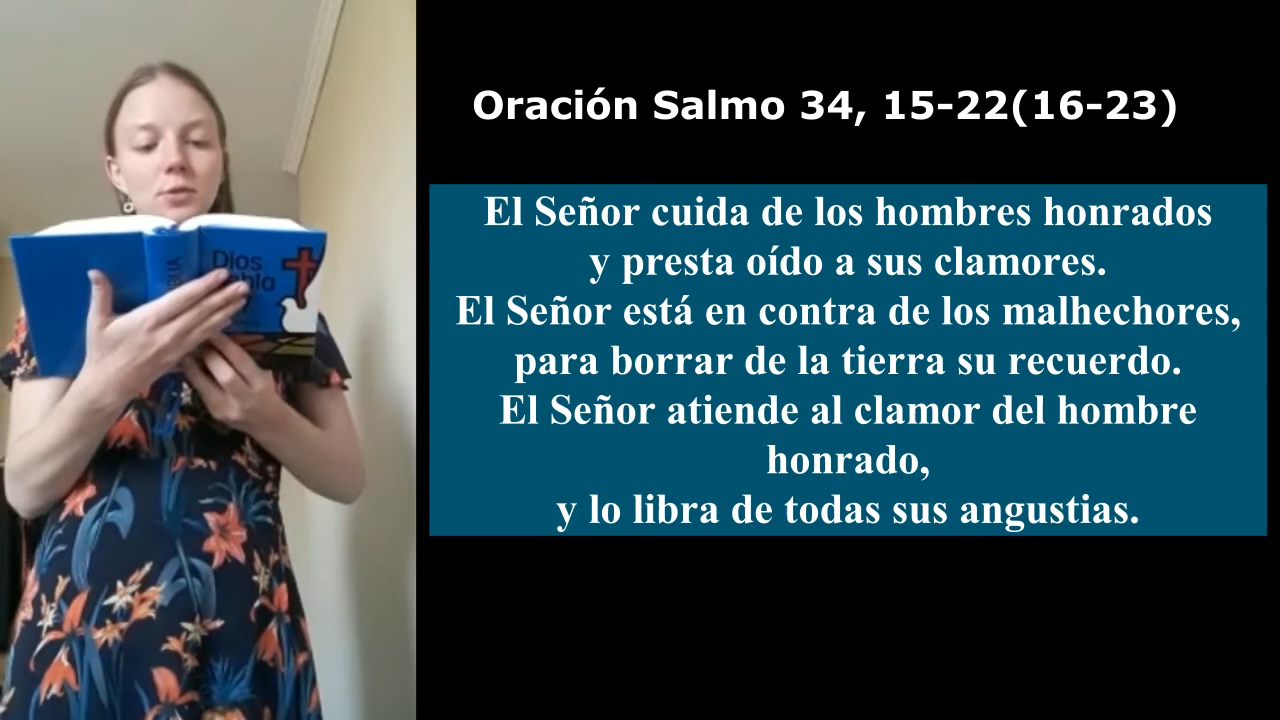 Oración Salmo 34, 15-22(16-23)
El Señor cuida de los hombres honrados
y presta oído a sus clamores.
El Señor está en contra de los malhechores,
para borrar de la tierra su recuerdo.
El Señor atiende al clamor del hombre
honrado,
y lo libra de todas sus angustias.
Dios